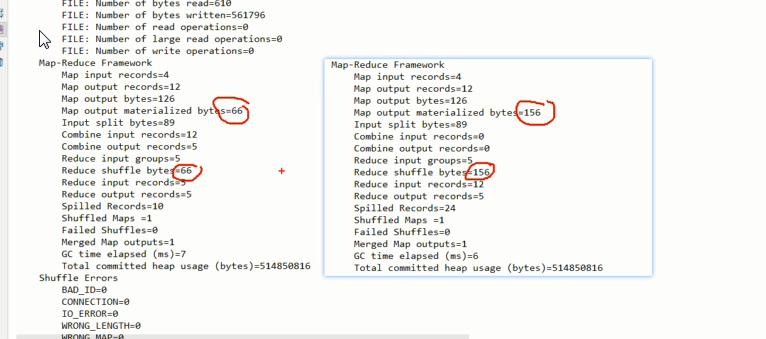 FILE: Number of bytes read=610
FILE: Number of bytes written=561796
FILE: Number of read operations=0
FILE: Number of large read operations=0
FILE: Number of write operations=0
Map-Reduce Framework
Map input records=4
Map output records=12
Map output bytes=126
Map output materialized bytes=66
Input split bytes=89
Combine input records=12
Combine output records=5
Reduce input groups=5
Reduce shuffle bytes=66
Reduce input records=5
Reduce output records=5
Spilled Records=10
Shuffled Maps =1
Failed Shuffles=0
Merged Map outputs=1
GC time elapsed (ms)=7
Total committed heap usage (bytes)=514850816
Shuffle Errors
BAD_ID=0
CONNECTION=0
IO_ERROR=0
WRONG_LENGTH=0
WRONG_MAP=0
Map-Reduce Framework
Map input records=4
Map output records=12
Map output bytes=126
Map output materialized bytes=156
Input split bytes=89
Combine input records=0
Combine output records=0
Reduce input groups=5
Reduce shuffle bytes=156
Reduce input records=12
Reduce output records=5
Spilled Records=24
Shuffled Maps =1
Failed Shuffles=0
Merged Map outputs=1
GC time elapsed (ms)=6
Total committed heap usage (bytes)=514850816